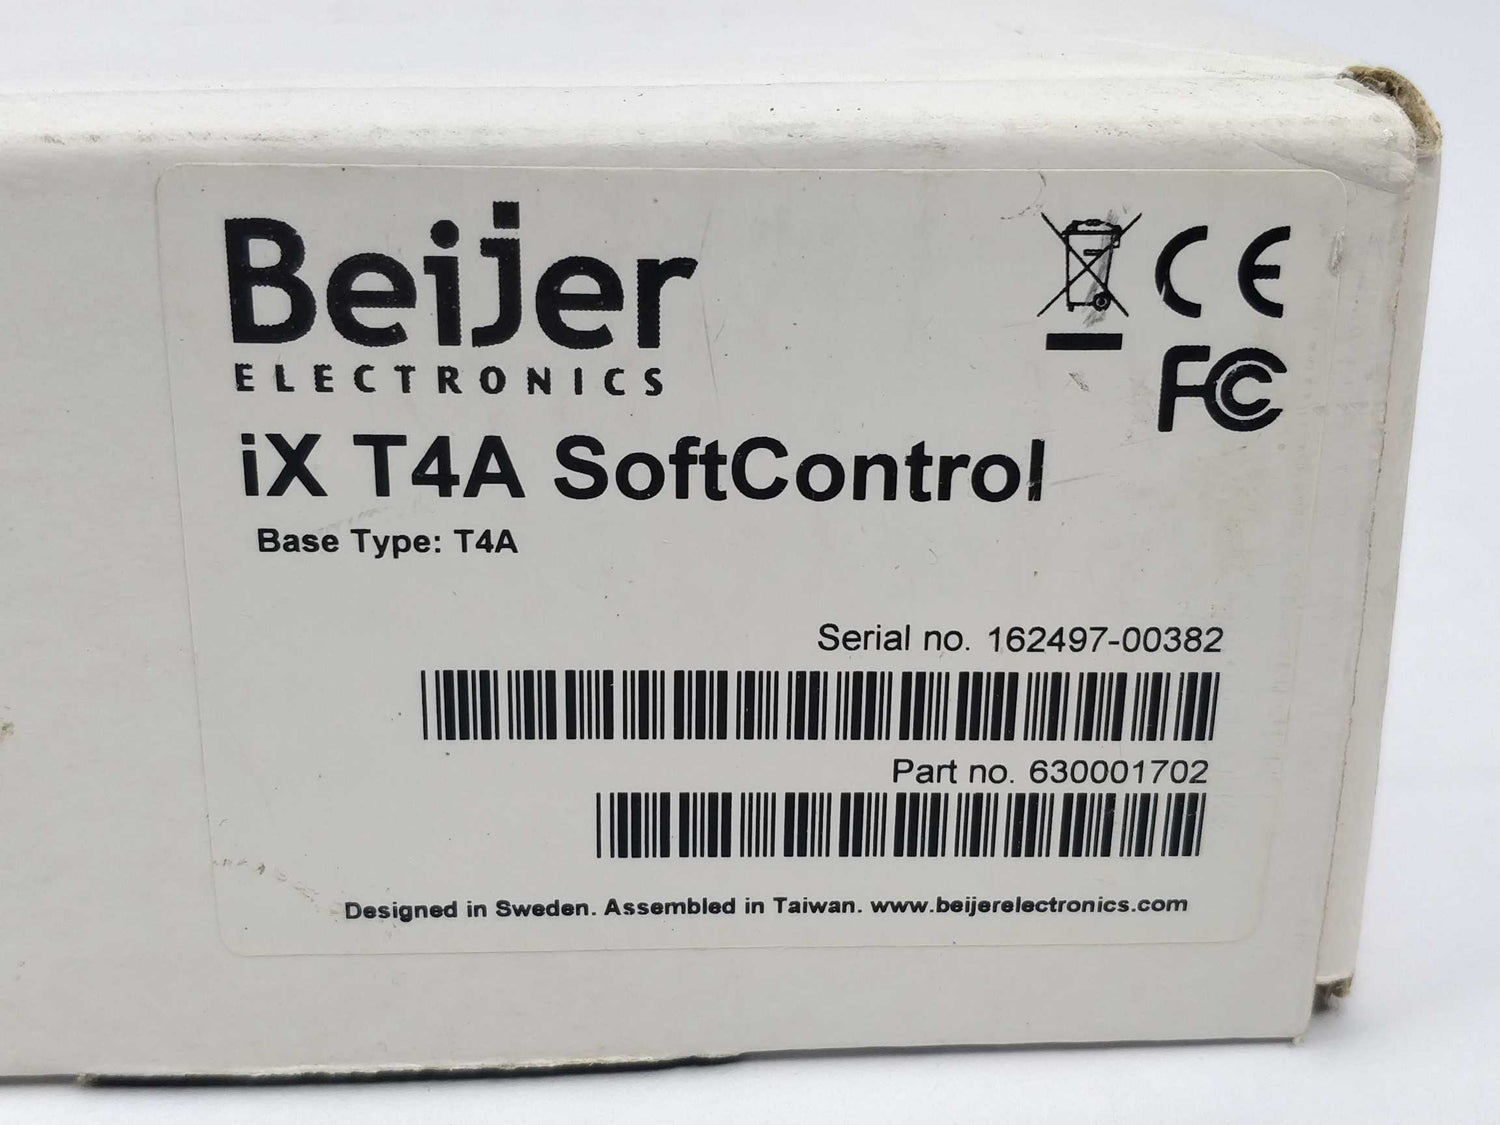 Beijer
ELECTRONICS
CE
FC
iX T4A SoftControl
Base Type: T4A
Serial no. 162497-00382
Part no. 630001702
Designed in Sweden. Assembled in Taiwan. www.beijerelectronics.com